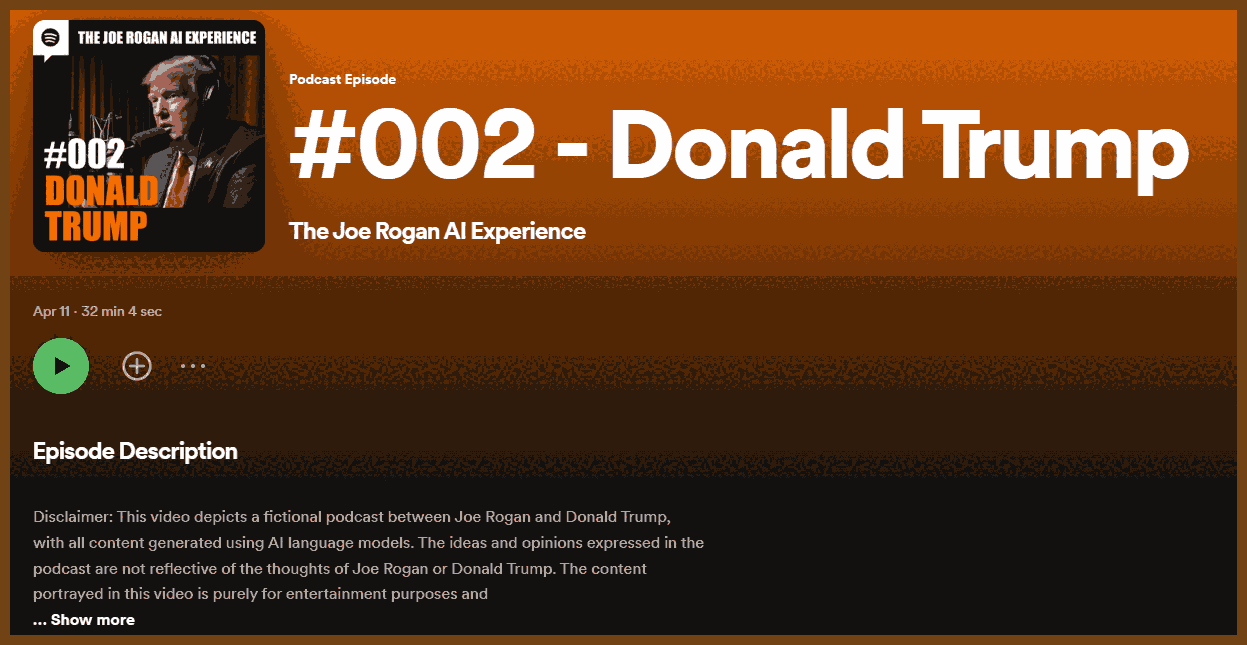 THE JOE ROGAN AI EXPERIENCE
#002
DONALD
TRUMP
Podcast Episode
#002 - Donald Trump
The Joe Rogan AI Experience
Apr 11 · 32 min 4 sec
Episode Description
Disclaimer: This video depicts a fictional podcast between Joe Rogan and Donald Trump,
with all content generated using AI language models. The ideas and opinions expressed in the
podcast are not reflective of the thoughts of Joe Rogan or Donald Trump. The content
portrayed in this video is purely for entertainment purposes and
... Show more